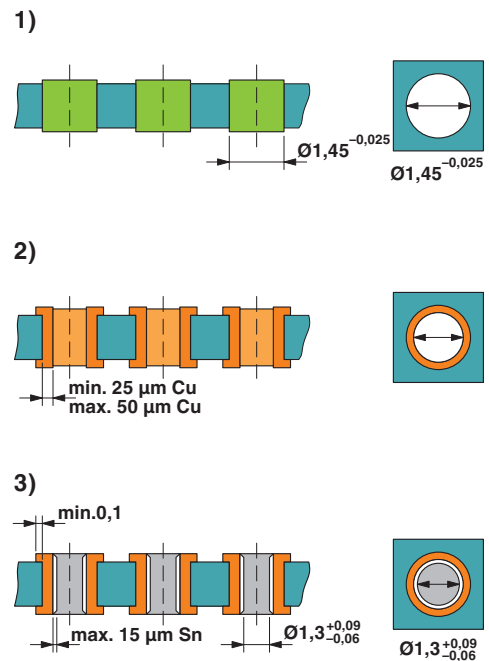 1)
Ø1,45 -0,025
Ø1,45 -0,025
2)
min. 25 µm Cu
max. 50 µm Cu
3)
min.0,1
max. 15 µm Sn
Ø1,3 +0,09 -0,06
Ø1,3 +0,09 -0,06